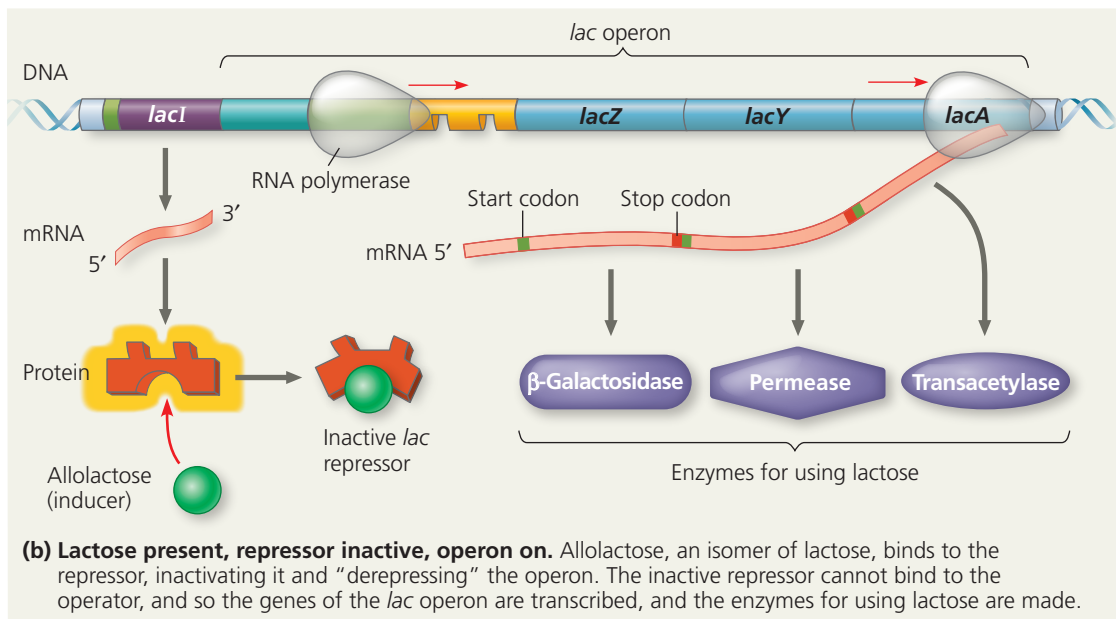 lac operon
DNA
lacI
lacZ
lacY
lacA
RNA polymerase
mRNA
3′
5′
Start codon
Stop codon
mRNA 5′
Protein
β-Galactosidase
Permease
Transacetylase
Inactive lac
repressor
Allolactose
(inducer)
Enzymes for using lactose
(b) Lactose present, repressor inactive, operon on. Allolactose, an isomer of lactose, binds to the
repressor, inactivating it and “derepressing” the operon. The inactive repressor cannot bind to the
operator, and so the genes of the lac operon are transcribed, and the enzymes for using lactose are made.